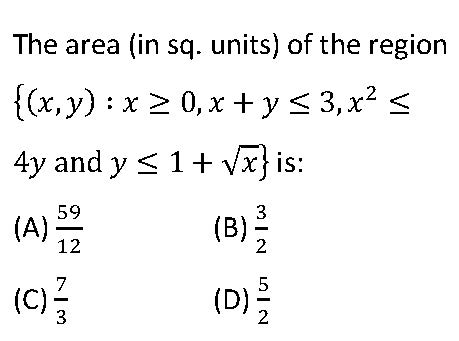 The area (in sq. units) of the region
{(x, y) : x ≥ 0, x + y ≤ 3, x² ≤
4y and y ≤ 1 + √x} is:
(A) 59/12 (B) 3/2
(C) 7/3 (D) 5/2